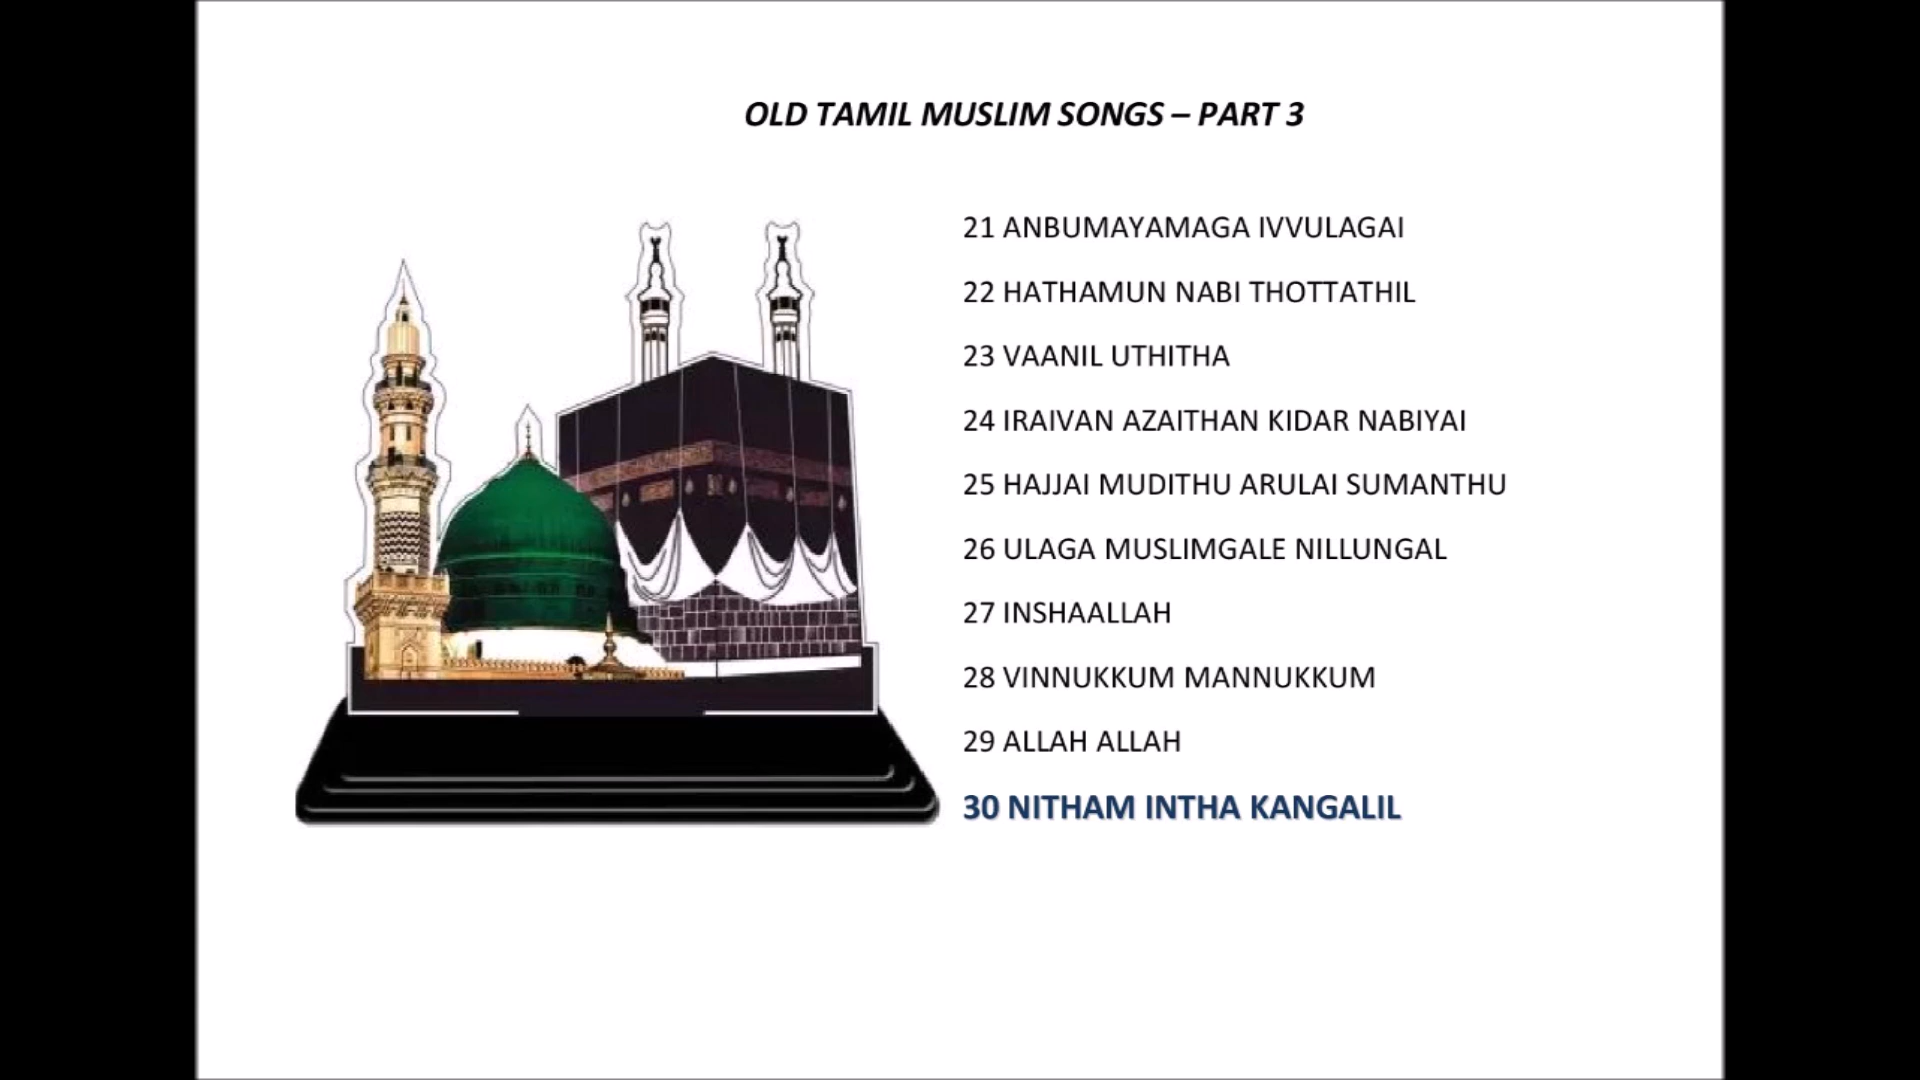 OLD TAMIL MUSLIM SONGS – PART 3
21 ANBUMAYAMAGA IVVULAGAI
22 HATHAMUN NABI THOTTATHIL
23 VAANIL UTHITHA
24 IRAIVAN AZAITHAN KIDAR NABIYAI
25 HAJJAI MUDITHU ARULAI SUMANTHU
26 ULAGA MUSLIMGALE NILLUNGAL
27 INSHAALLAH
28 VINNUKKUM MANNUKKUM
29 ALLAH ALLAH
30 NITHAM INTHA KANGALIL